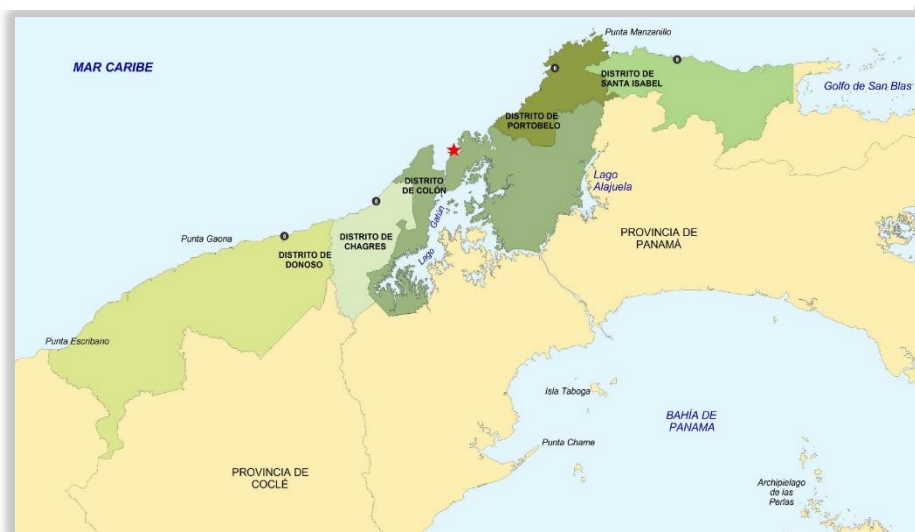 Punta Manzanillo
MAR CARIBE
DISTRITO DE
SANTA ISABEL
Golfo de San Blas
DISTRITO DE
PORTOBELO
DISTRITO
DE COLÓN
Lago
Alajuela
Lago Gatún
PROVINCIA DE
PANAMÁ
Punta Gaona
DISTRITO DE
CHAGRES
DISTRITO DE
DONOSO
Punta Escribano
Isla Taboga
BAHÍA DE
PANAMA
Punta Chame
PROVINCIA DE
COCLÉ
Archipielago
de las
Perlas